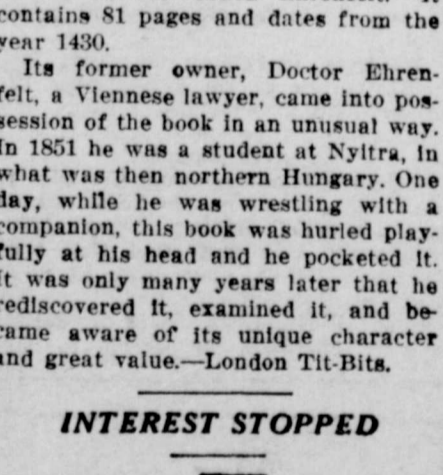 contains 81 pages and dates from the
year 1430.
Its former owner, Doctor Ehren-
felt, a Viennese lawyer, came into pos-
session of the book in an unusual way.
In 1851 he was a student at Nyitra, in
what was then northern Hungary. One
day, while he was wrestling with a
companion, this book was hurled play-
fully at his head and he pocketed it.
It was only many years later that he
rediscovered it, examined it, and be-
came aware of its unique character
and great value.—London Tit-Bits.
INTEREST STOPPED